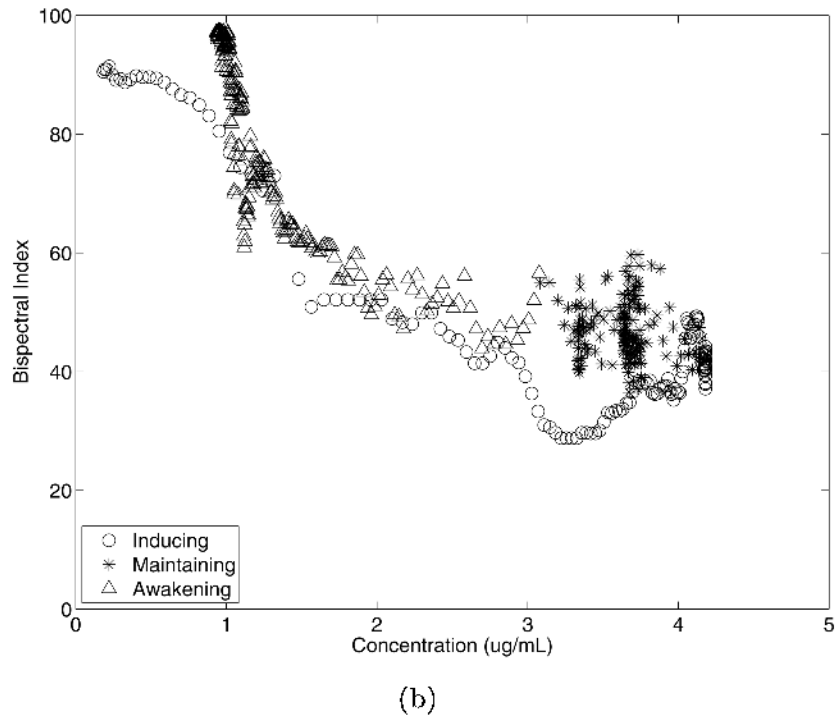 100
80
60
40
20
0
Bispectral Index
Inducing
Maintaining
Awakening
0 1 2 3 4 5
Concentration (ug/mL)
(b)